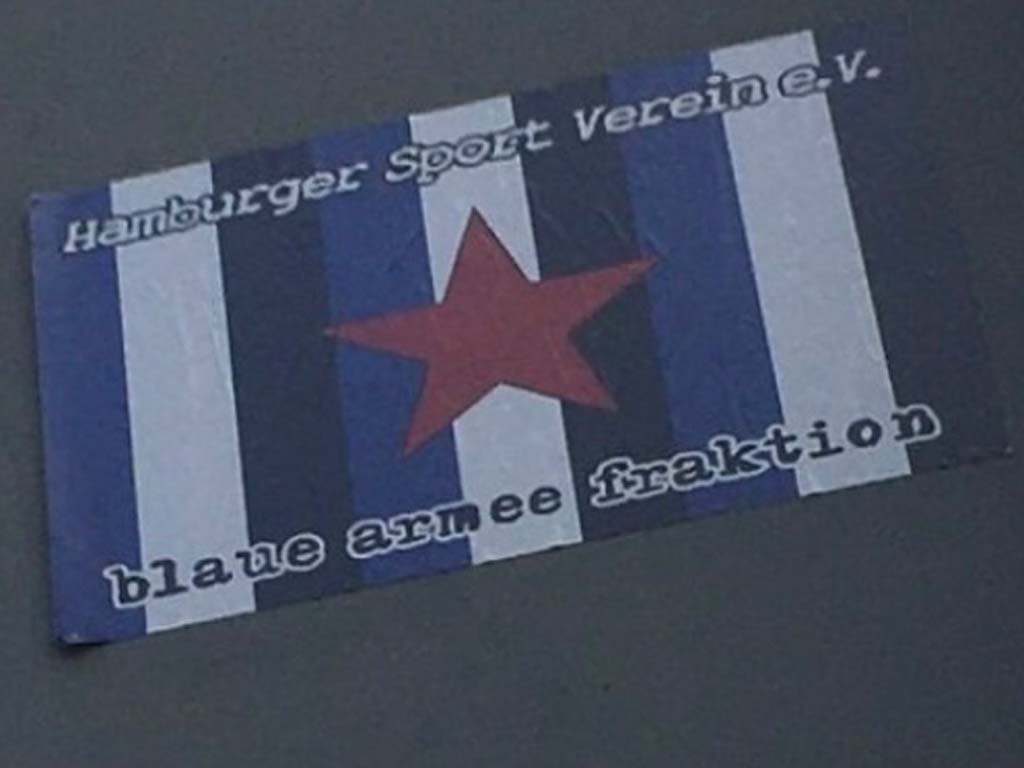 Hamburger Sport Verein e.V.
blaue armee fraktion